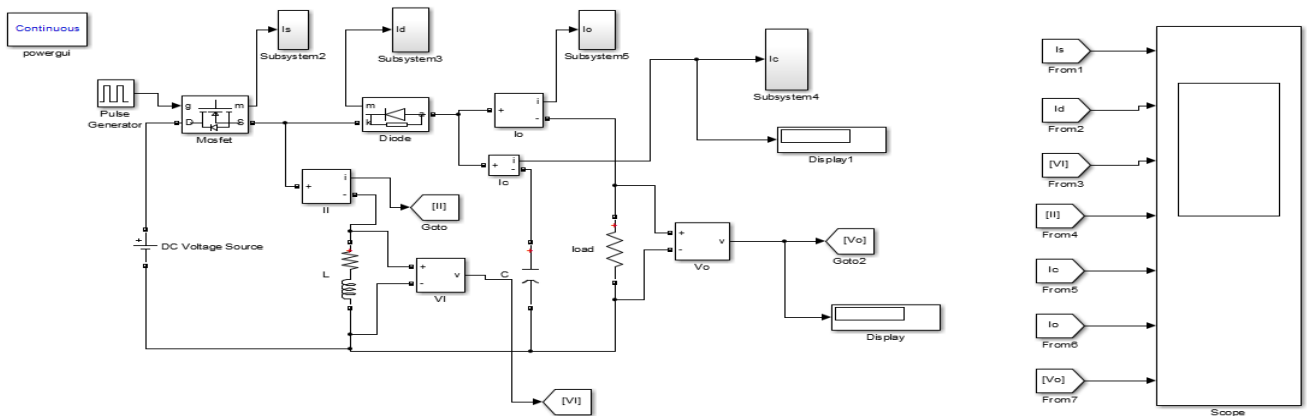 Continuous
powergui
Is
Subsystem2
Id
Subsystem3
Io
Subsystem5
Ic
Subsystem4
Pulse
Generator
g
m
D
S
Mosfet
m
k
a
Diode
+
i
-
Io
+
i
-
Ic
Display1
+
i
-
Il
[Il]
Goto
+
DC Voltage Source
L
+
v
-
Vl
C
load
+
v
-
Vo
[Vo]
Goto2
Display
[Vl]
Is
From1
Id
From2
[Vl]
From3
[Il]
From4
Ic
From5
Io
From6
[Vo]
From7
Scope